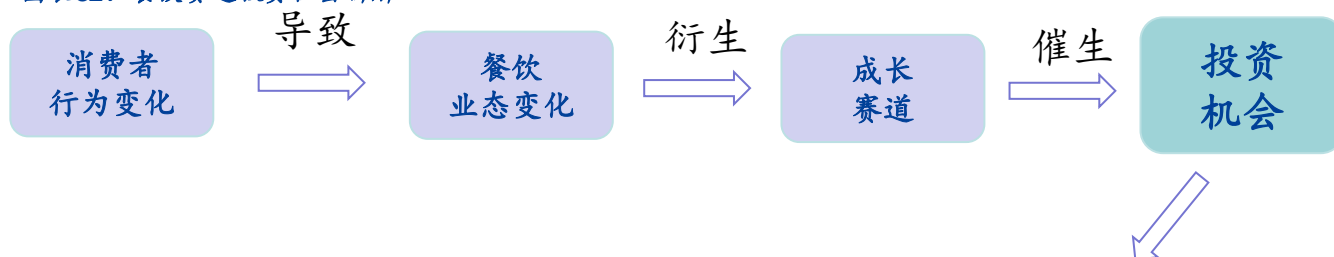 导致
衍生
催生
消费者
行为变化
餐饮
业态变化
成长
赛道
投资
机会